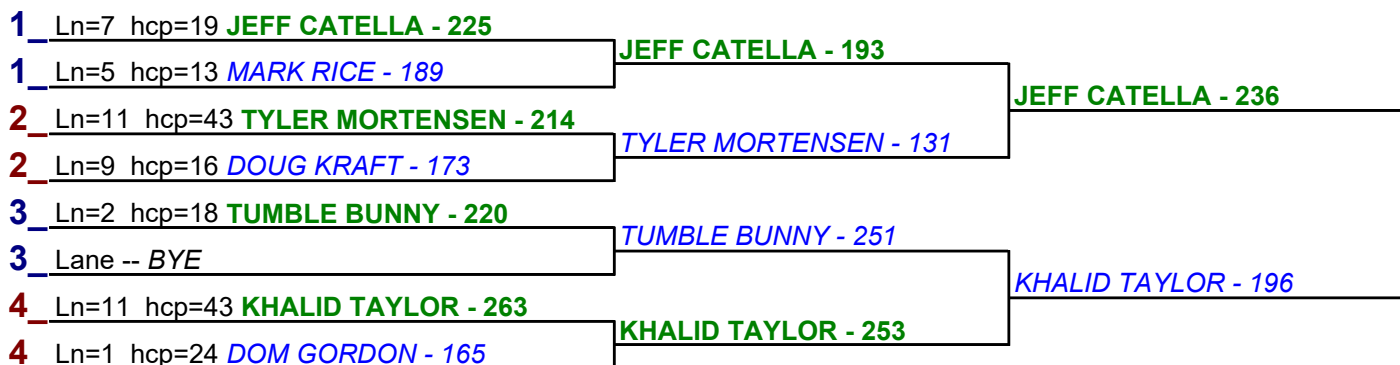 1_ Ln=7 hcp=19 JEFF CATELLA - 225
1_ Ln=5 hcp=13 MARK RICE - 189
2_ Ln=11 hcp=43 TYLER MORTENSEN - 214
2_ Ln=9 hcp=16 DOUG KRAFT - 173
3_ Ln=2 hcp=18 TUMBLE BUNNY - 220
3_ Lane -- BYE
4_ Ln=11 hcp=43 KHALID TAYLOR - 263
4 Ln=1 hcp=24 DOM GORDON - 165
JEFF CATELLA - 193
TYLER MORTENSEN - 131
TUMBLE BUNNY - 251
KHALID TAYLOR - 253
JEFF CATELLA - 236
KHALID TAYLOR - 196